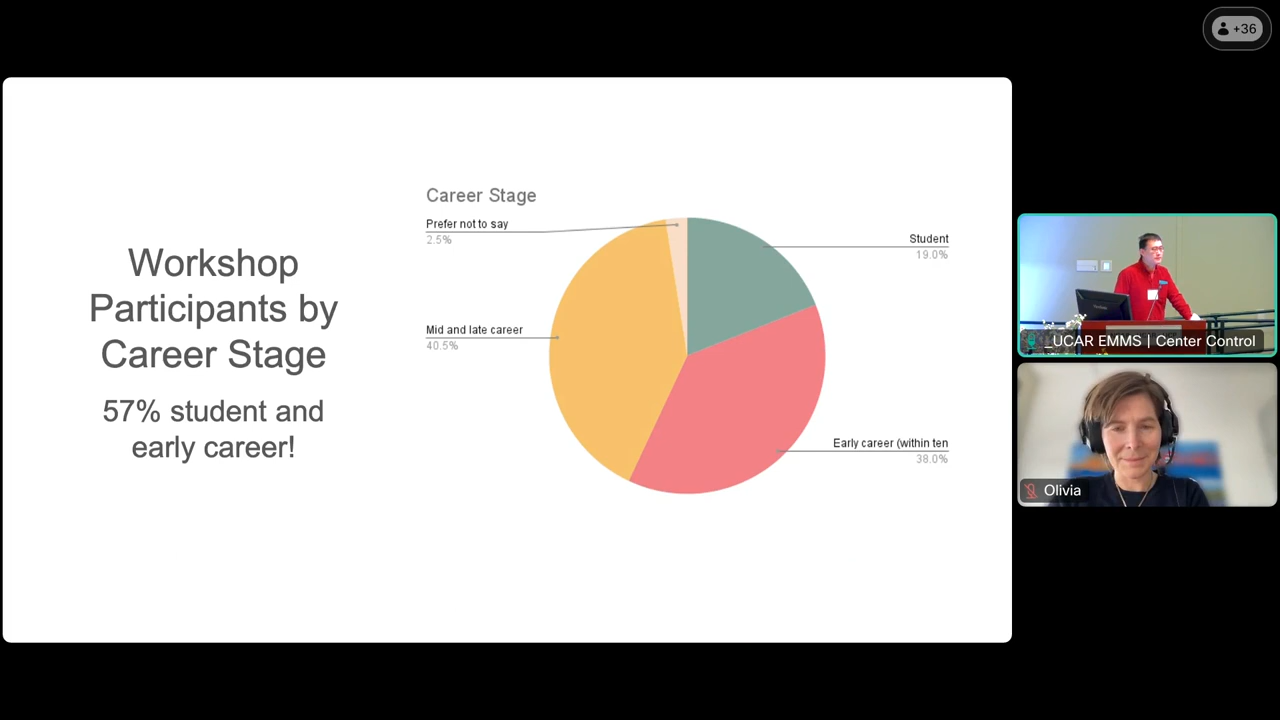 +36
Workshop
Participants by
Career Stage
57% student and
early career!
Career Stage
Prefer not to say
2.5%
Student
19.0%
Mid and late career
40.5%
Early career (within ten
38.0%
_UCAR EMMS | Center Control
Olivia